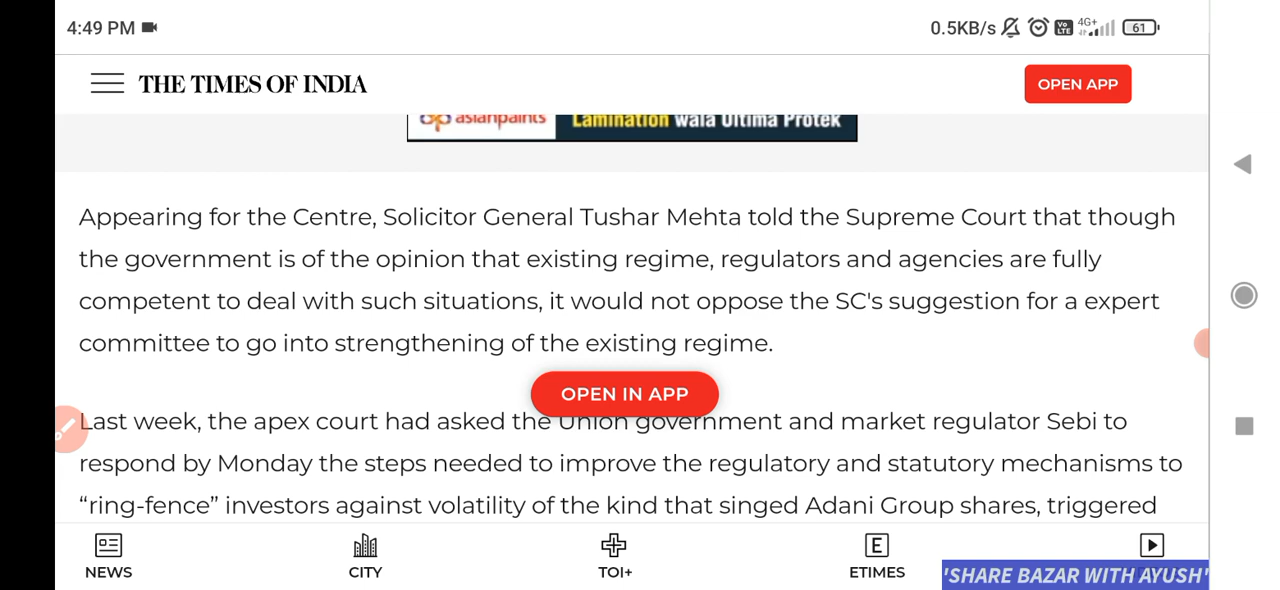 4:49 PM 0.5KB/s Vo LTE 4G+ 61
THE TIMES OF INDIA OPEN APP
asianpaints Lamination wala Ultima Protek
Appearing for the Centre, Solicitor General Tushar Mehta told the Supreme Court that though
the government is of the opinion that existing regime, regulators and agencies are fully
competent to deal with such situations, it would not oppose the SC's suggestion for a expert
committee to go into strengthening of the existing regime.
OPEN IN APP
Last week, the apex court had asked the Union government and market regulator Sebi to
respond by Monday the steps needed to improve the regulatory and statutory mechanisms to
“ring-fence” investors against volatility of the kind that singed Adani Group shares, triggered
NEWS CITY TOI+ E ETIMES
'SHARE BAZAR WITH AYUSH'